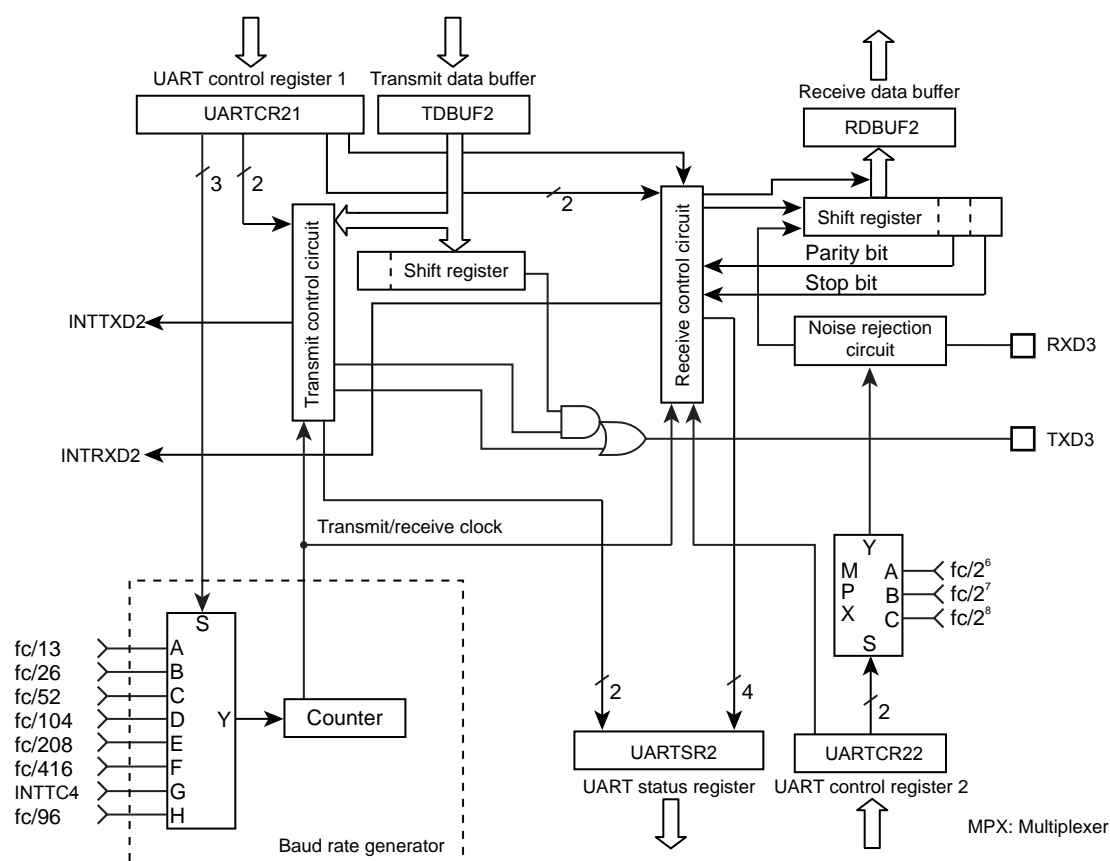 UART control register 1
Transmit data buffer
Receive data buffer
UARTCR21
TDBUF2
RDBUF2
3
2
2
Shift register
Parity bit
Stop bit
Transmit control circuit
Shift register
Receive control circuit
INTTXD2
Noise rejection
circuit
RXD3
INTRXD2
TXD3
Transmit/receive clock
Y
M
P
X
A
B
C
S
fc/2⁶
fc/2⁷
fc/2⁸
S
fc/13
A
fc/26
B
fc/52
C
fc/104
D
fc/208
E
fc/416
F
INTTC4
G
fc/96
H
Y
Counter
2
4
2
UARTSR2
UARTCR22
UART status register
UART control register 2
Baud rate generator
MPX: Multiplexer